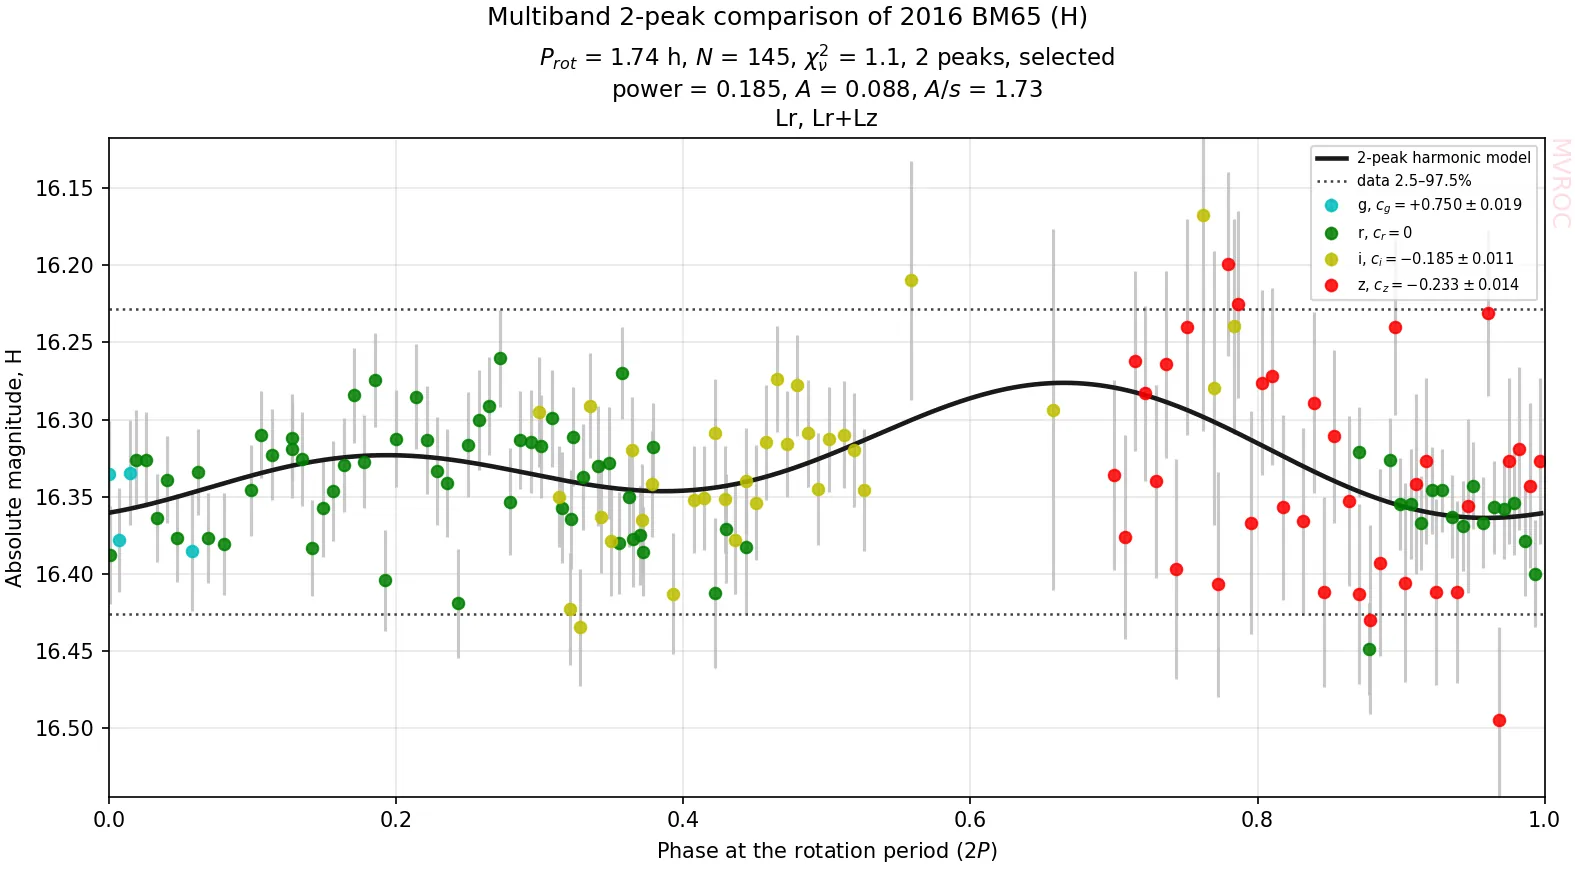 Multiband 2-peak comparison of 2016 BM65 (H)
P_rot = 1.74 h, N = 145, χ²_ν = 1.1, 2 peaks, selected
power = 0.185, A = 0.088, A/s = 1.73
Lr, Lr+Lz
2-peak harmonic model
data 2.5–97.5%
g, c_g = +0.750 ± 0.019
r, c_r = 0
i, c_i = −0.185 ± 0.011
z, c_z = −0.233 ± 0.014
MVROC
Absolute magnitude, H
16.15
16.20
16.25
16.30
16.35
16.40
16.45
16.50
0.0 0.2 0.4 0.6 0.8 1.0
Phase at the rotation period (2P)